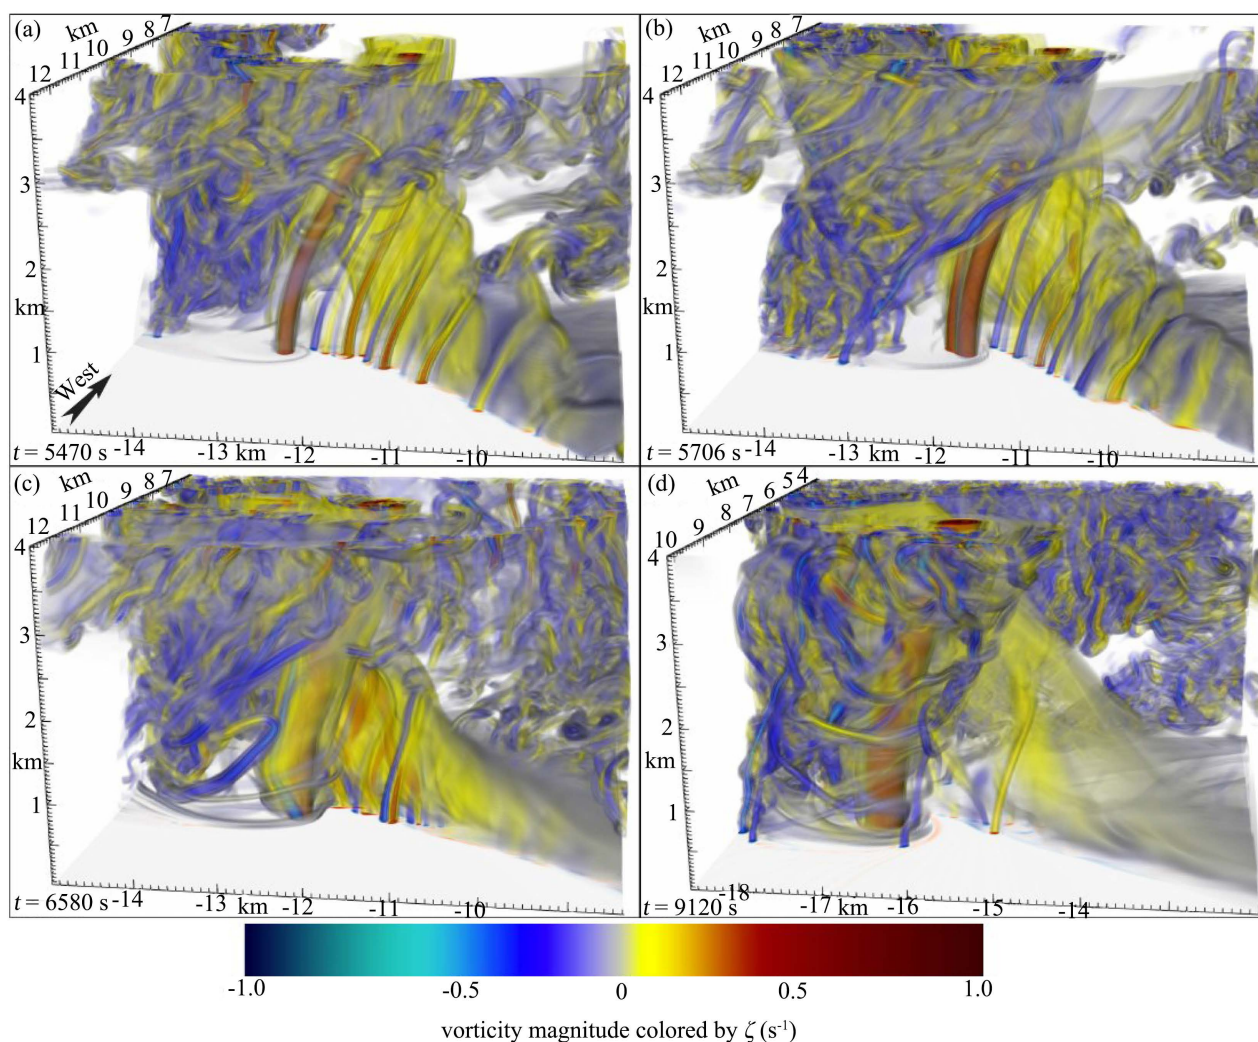 (a)
km
12 11 10 9 8 7
4
3
2
km
1
West
t = 5470 s
-14 -13 km -12 -11 -10
(b)
km
12 11 10 9 8 7
4
3
2
km
1
t = 5706 s
-14 -13 km -12 -11 -10
(c)
km
12 11 10 9 8 7
4
3
2
km
1
t = 6580 s
-14 -13 km -12 -11 -10
(d)
km
10 9 8 7 6 5 4
4
3
2
km
1
t = 9120 s
-18 -17 km -16 -15 -14
-1.0 -0.5 0 0.5 1.0
vorticity magnitude colored by ζ (s⁻¹)